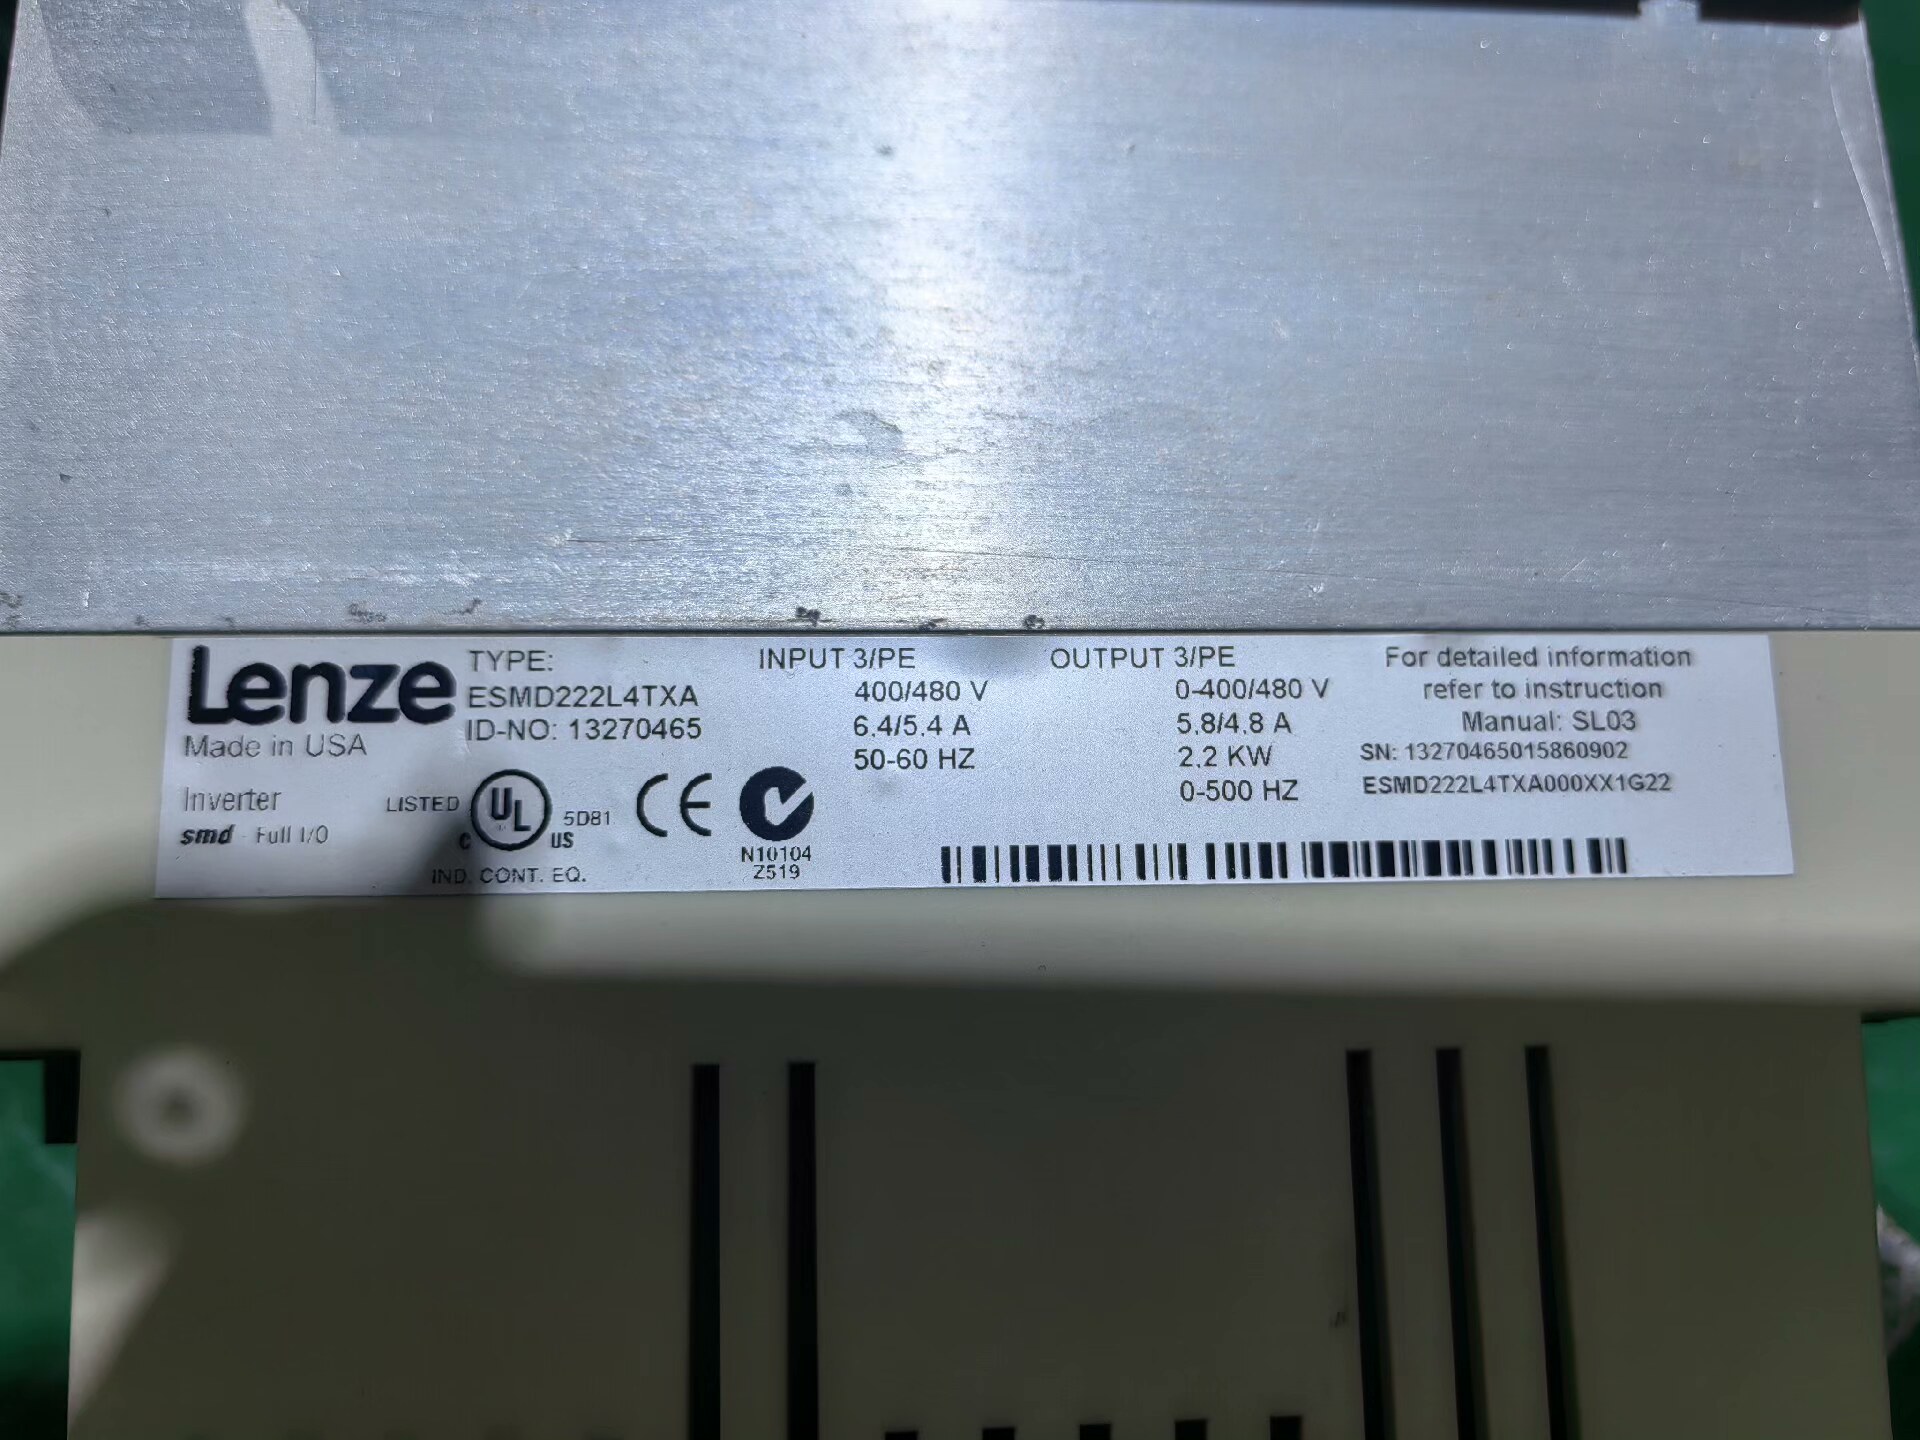 Lenze
Made in USA
Inverter
smd - Full I/O
TYPE:
ESMD222L4TXA
ID-NO: 13270465
LISTED
C UL US
5D81
IND. CONT. EQ.
CE
N10104
Z519
INPUT 3/PE
400/480 V
6.4/5.4 A
50-60 HZ
OUTPUT 3/PE
0-400/480 V
5.8/4.8 A
2.2 KW
0-500 HZ
For detailed information
refer to instruction
Manual: SL03
SN: 13270465015860902
ESMD222L4TXA000XX1G22